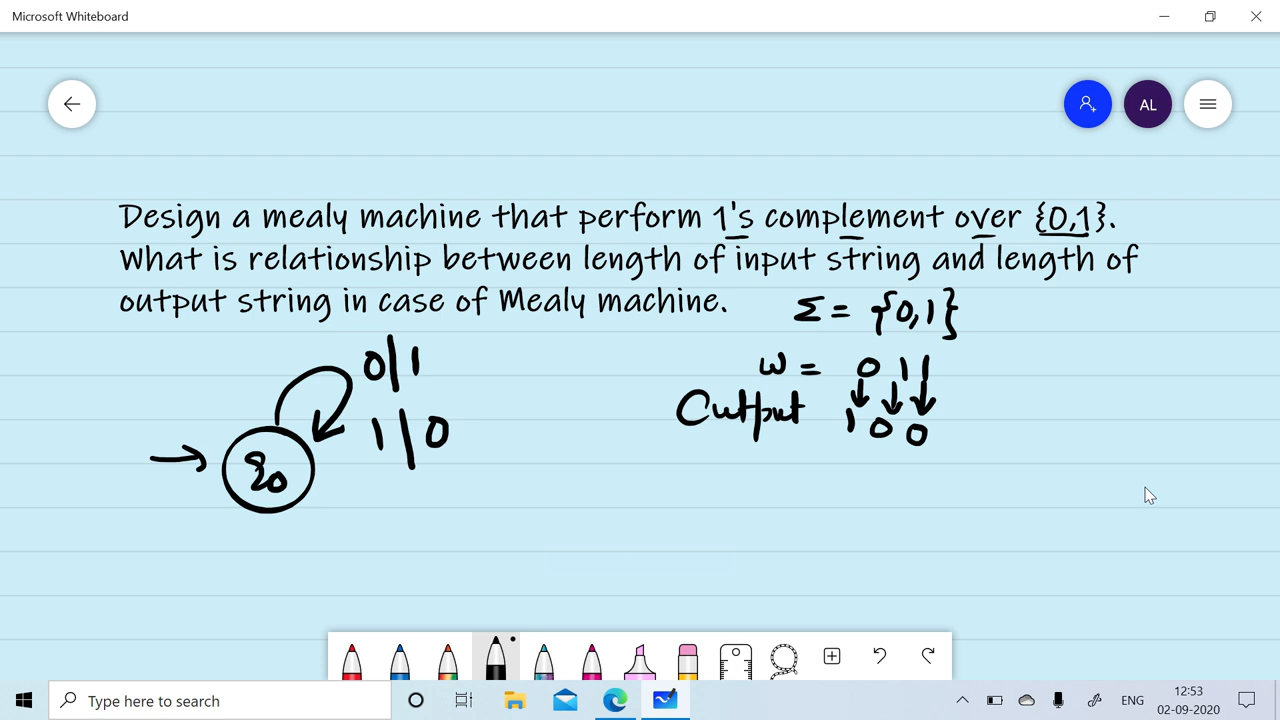 Microsoft Whiteboard
AL
Design a mealy machine that perform 1's complement over {0,1}.
What is relationship between length of input string and length of
output string in case of Mealy machine.
Σ = {0,1}
0|1
ω = 0 1 1
1|0
Output 1 0 0
q0
Type here to search
ENG
12:53
02-09-2020